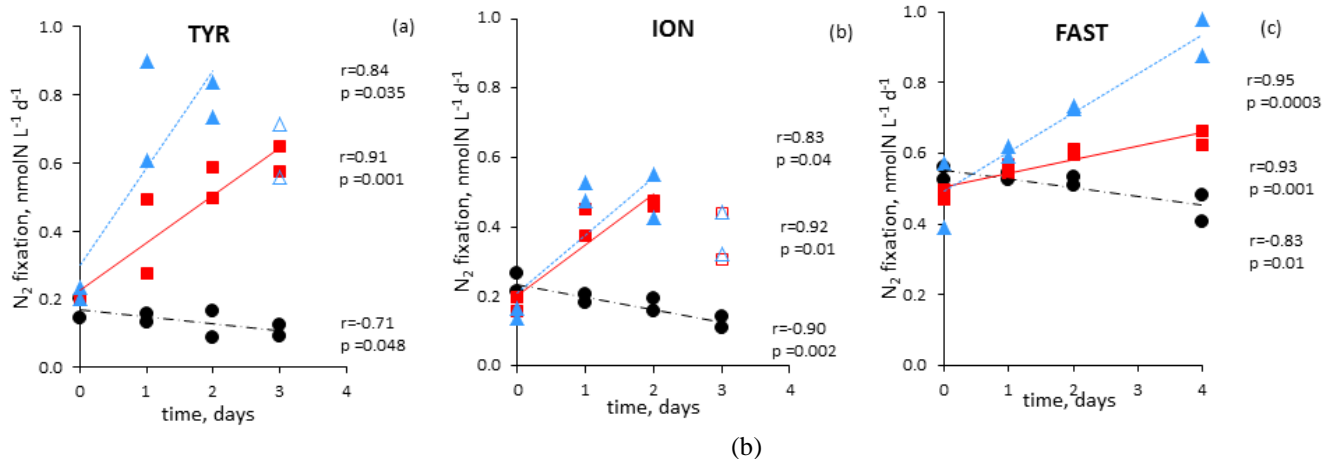 TYR
(a)
N₂ fixation, nmolN L⁻¹ d⁻¹
1.0
0.8
0.6
0.4
0.2
0.0
0 1 2 3 4
time, days
r=0.84
p =0.035
r=0.91
p =0.001
r=-0.71
p =0.048
ION
(b)
N₂ fixation, nmolN L⁻¹ d⁻¹
1.0
0.8
0.6
0.4
0.2
0.0
0 1 2 3 4
time, days
r=0.83
p =0.04
r=0.92
p =0.01
r=-0.90
p =0.002
FAST
(c)
N₂ fixation, nmolN L⁻¹ d⁻¹
1.0
0.8
0.6
0.4
0.2
0.0
0 1 2 3 4
time, days
r=0.95
p =0.0003
r=0.93
p =0.001
r=-0.83
p =0.01
(b)